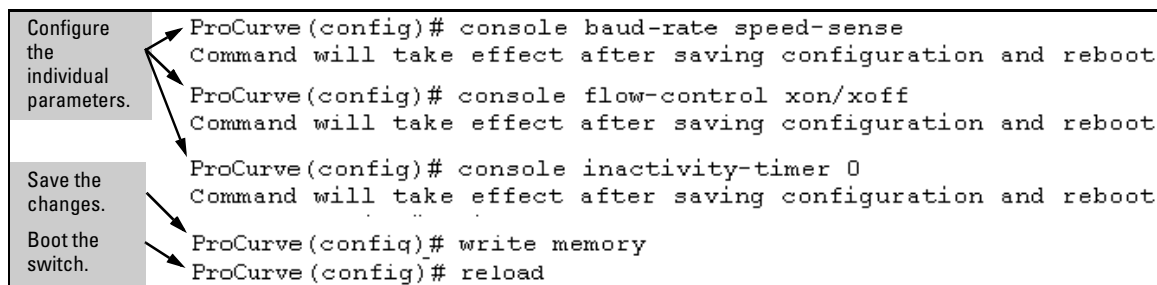 Configure
the
individual
parameters.
ProCurve(config)# console baud-rate speed-sense
Command will take effect after saving configuration and reboot
ProCurve(config)# console flow-control xon/xoff
Command will take effect after saving configuration and reboot
ProCurve(config)# console inactivity-timer 0
Command will take effect after saving configuration and reboot
Save the
changes.
ProCurve(config)# write memory
Boot the
switch.
ProCurve(config)# reload